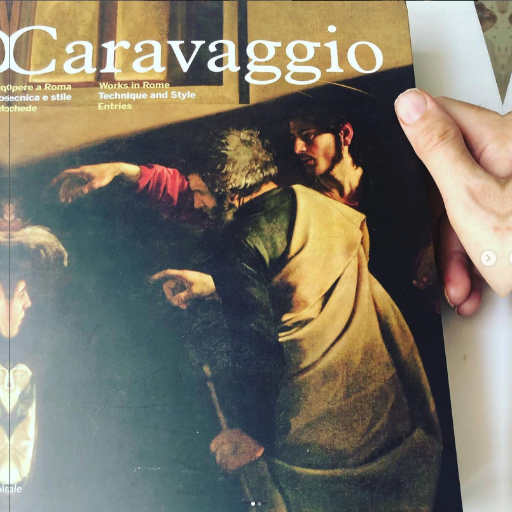 Caravaggio
Opere a Roma
Tecnica e stile
Schede
Works in Rome
Technique and Style
Entries